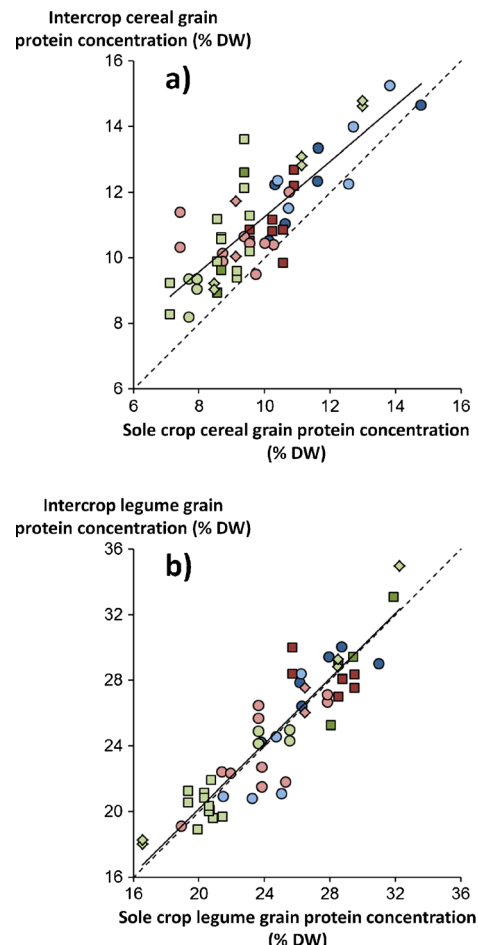 Intercrop cereal grain
protein concentration (% DW)
a)
16
14
12
10
8
6
6
8
10
12
14
16
Sole crop cereal grain protein concentration
(% DW)
Intercrop legume grain
protein concentration (% DW)
b)
36
32
28
24
20
16
16
20
24
28
32
36
Sole crop legume grain protein concentration
(% DW)